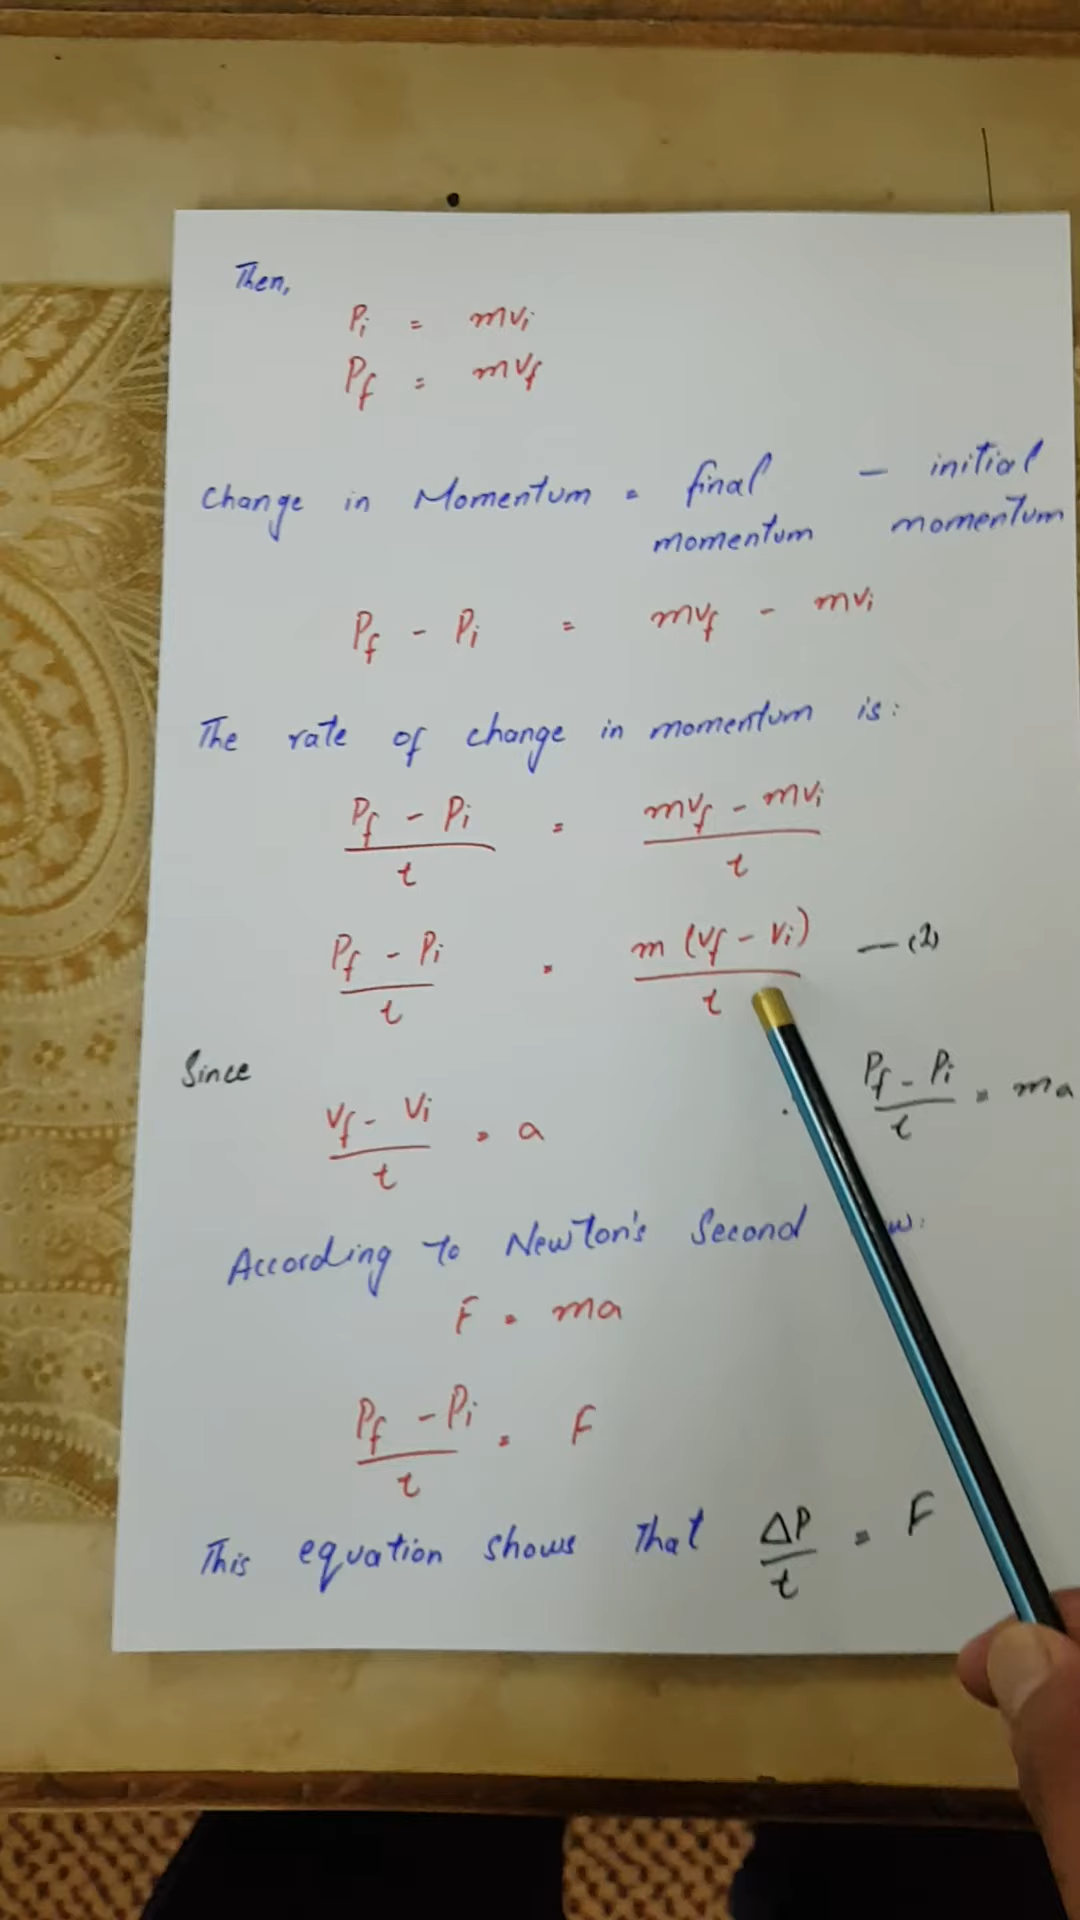 Then,
Pi = mvi
Pf = mvf
Change in Momentum = final momentum - initial momentum
Pf - Pi = mvf - mvi
The rate of change in momentum is:
Pf - Pi / t = mvf - mvi / t
Pf - Pi / t = m (vf - vi) / t — (2)
Since
vf - vi / t = a
Pf - Pi / t = ma
According to Newton's Second
F = ma
Pf - Pi / t = F
This equation shows that ΔP / t = F